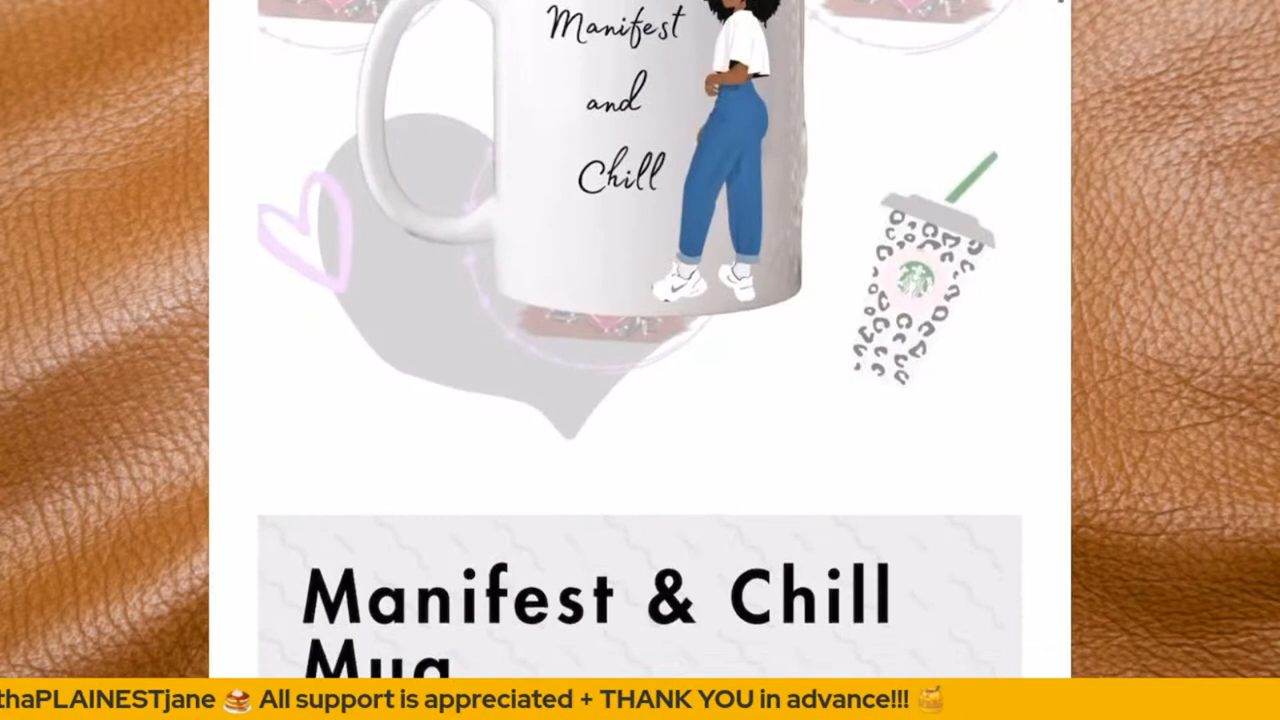 Manifest
and
Chill
Manifest & Chill
Mug
thaPLAINESTjane 🥞 All support is appreciated + THANK YOU in advance!!! 🍯